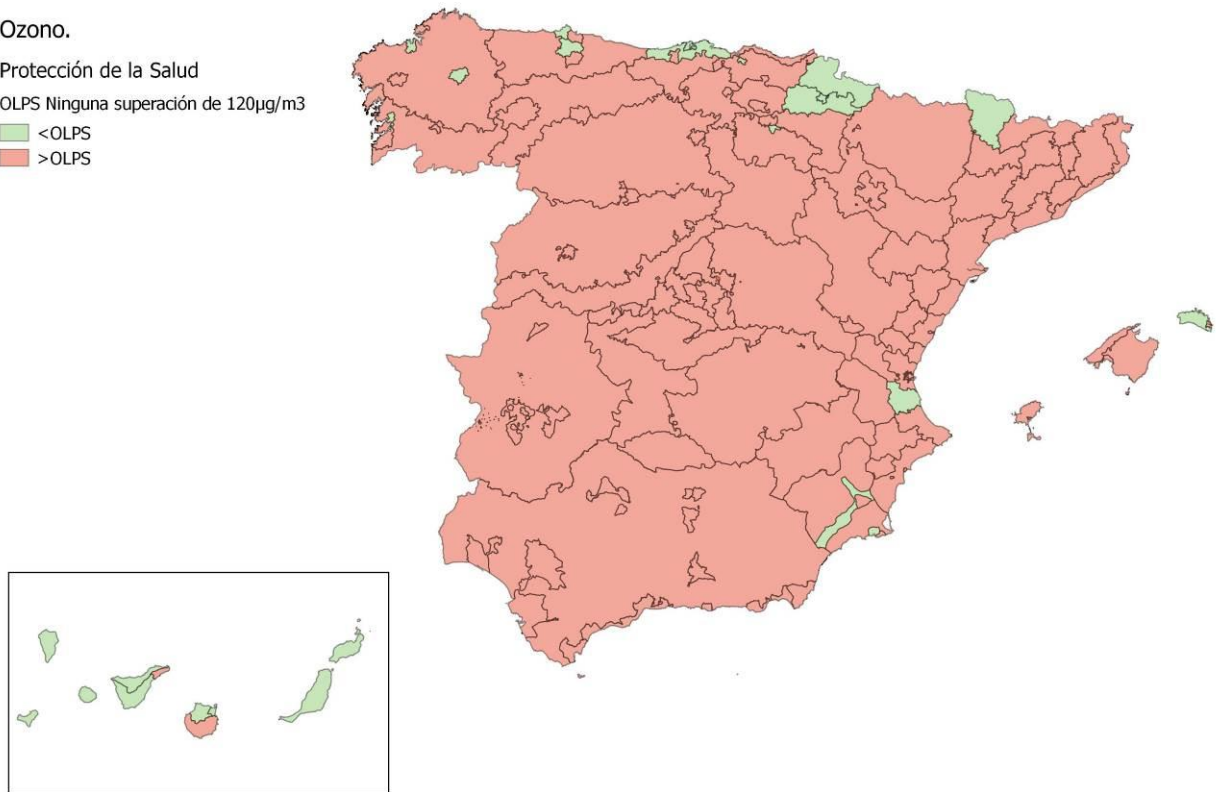 Ozono.
Protección de la Salud
OLPS Ninguna superación de 120µg/m3
<OLPS
>OLPS